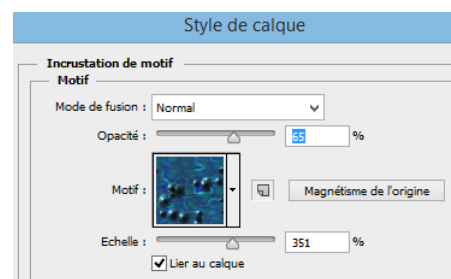 Style de calque
Incrustation de motif
Motif
Mode de fusion : Normal
Opacité : 65 %
Motif : Magnétisme de l'origine
Echelle : 351 %
Lier au calque